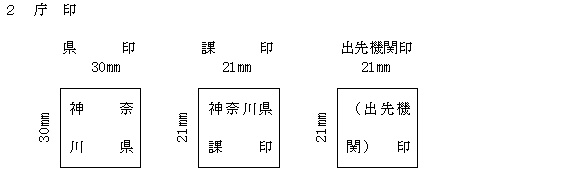 ２　庁　印
県　　印　　課　　印　　出先機関印
30㎜　　21㎜　　21㎜
30㎜
神　奈
川　県
21㎜
神奈川県
課　　印
21㎜
（出先機
関）　印